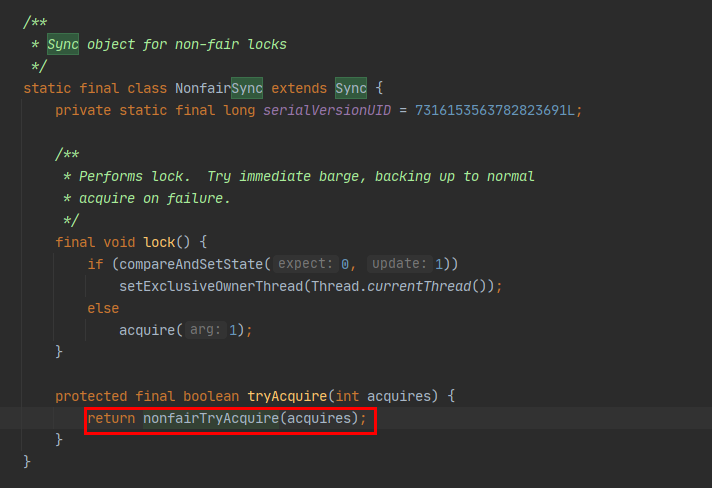 /**
 * Sync object for non-fair locks
 */
static final class NonfairSync extends Sync {
    private static final long serialVersionUID = 7316153563782823691L;
    /**
     * Performs lock.  Try immediate barge, backing up to normal
     * acquire on failure.
     */
    final void lock() {
        if (compareAndSetState( expect: 0, update: 1))
            setExclusiveOwnerThread(Thread.currentThread());
        else
            acquire( arg: 1);
    }
    protected final boolean tryAcquire(int acquires) {
        return nonfairTryAcquire(acquires);
    }
}